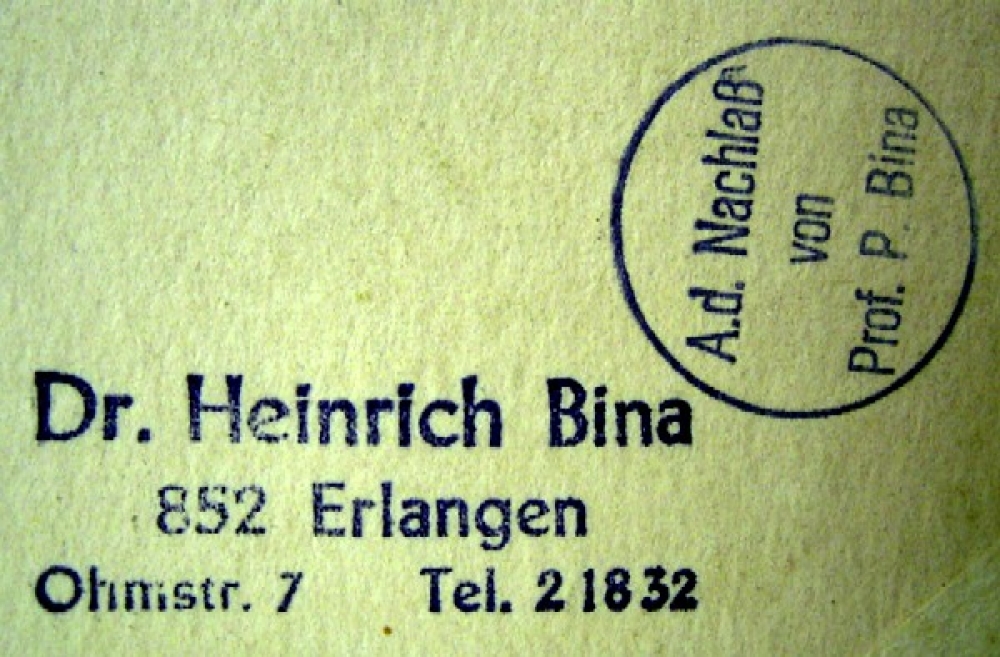 A.d. Nachlaß
von
Prof. P. Bina
Dr. Heinrich Bina
852 Erlangen
Ohmstr. 7 Tel. 21832